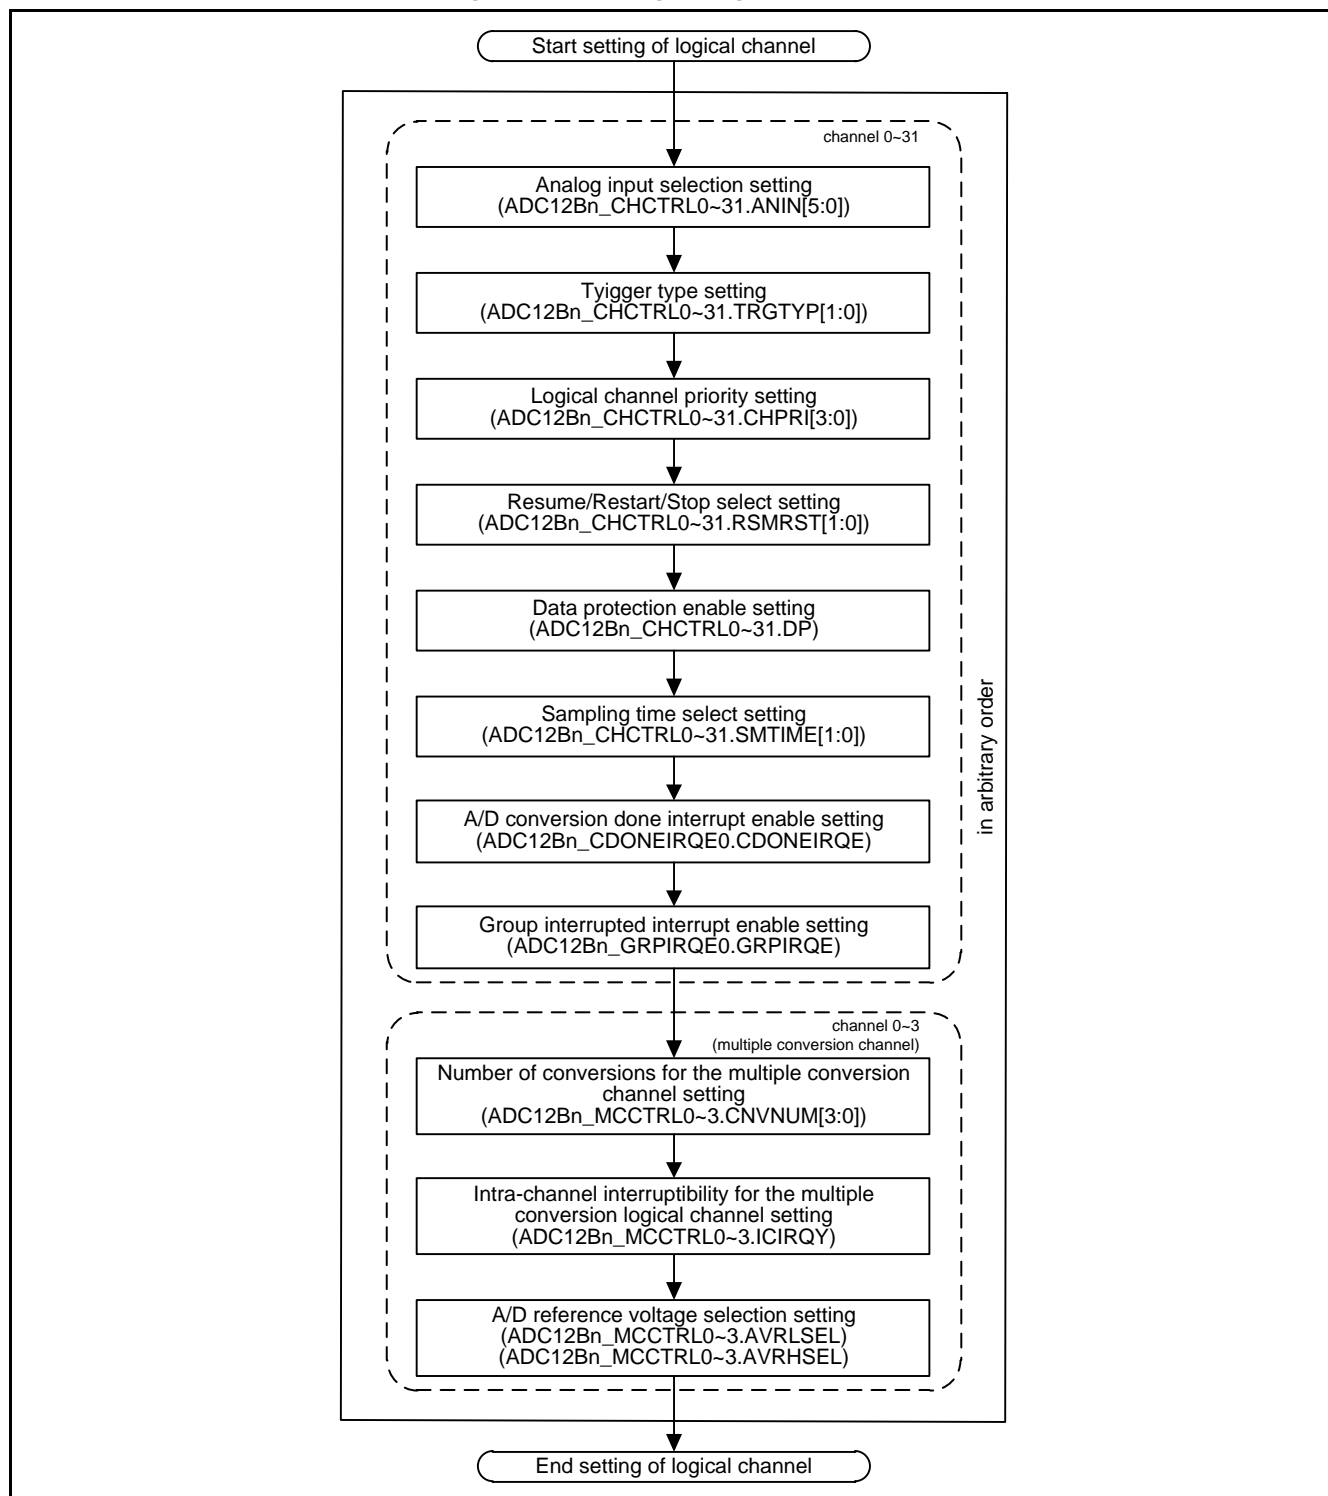 Start setting of logical channel
channel 0~31
Analog input selection setting
(ADC12Bn_CHCTRL0~31.ANIN[5:0])
Tyigger type setting
(ADC12Bn_CHCTRL0~31.TRGTYP[1:0])
Logical channel priority setting
(ADC12Bn_CHCTRL0~31.CHPRI[3:0])
Resume/Restart/Stop select setting
(ADC12Bn_CHCTRL0~31.RSMRST[1:0])
Data protection enable setting
(ADC12Bn_CHCTRL0~31.DP)
Sampling time select setting
(ADC12Bn_CHCTRL0~31.SMTIME[1:0])
A/D conversion done interrupt enable setting
(ADC12Bn_CDONEIRQE0.CDONEIRQE)
Group interrupted interrupt enable setting
(ADC12Bn_GRPIRQE0.GRPIRQE)
in arbitrary order
channel 0~3
(multiple conversion channel)
Number of conversions for the multiple conversion
channel setting
(ADC12Bn_MCCTRL0~3.CNVNUM[3:0])
Intra-channel interruptibility for the multiple
conversion logical channel setting
(ADC12Bn_MCCTRL0~3.ICIRQY)
A/D reference voltage selection setting
(ADC12Bn_MCCTRL0~3.AVRLSEL)
(ADC12Bn_MCCTRL0~3.AVRHSEL)
End setting of logical channel